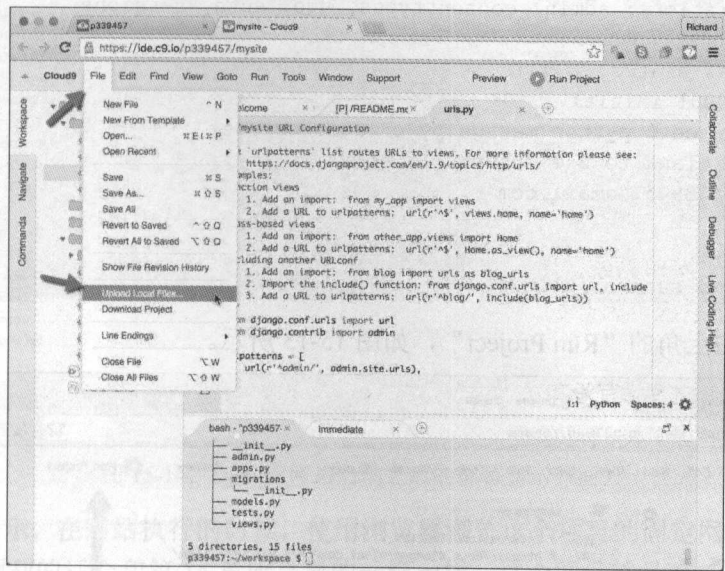 p339457
mysite - Cloud9
Richard
https://ide.c9.io/p339457/mysite
Cloud9 File Edit Find View Goto Run Tools Window Support Preview Run Project
Workspace
Navigate
Commands
New File ^ N
New From Template
Open... ⌘ E | ⌘ P
Open Recent
Save ⌘ S
Save As... ⌘ ⇧ S
Save All
Revert to Saved ^ ⇧ Q
Revert All to Saved ⌥ ⇧ Q
Show File Revision History
Upload Local Files...
Download Project
Line Endings
Close File ⌥ W
Close All Files ⌥ ⇧ W
lcome
[P] /README.m
urls.py
mysite URL Configuration
`urlpatterns` list routes URLs to views. For more information please see:
https://docs.djangoproject.com/en/1.9/topics/http/urls/
mples:
ction views
1. Add an import: from my_app import views
2. Add a URL to urlpatterns: url(r'^$', views.home, name='home')
ss-based views
1. Add an import: from other_app.views import Home
2. Add a URL to urlpatterns: url(r'^$', Home.as_view(), name='home')
cluding another URLconf
1. Add an import: from blog import urls as blog_urls
2. Import the include() function: from django.conf.urls import url, include
3. Add a URL to urlpatterns: url(r'^blog/', include(blog_urls))
m django.conf.urls import url
m django.contrib import admin
patterns = [
url(r'^admin/', admin.site.urls),
1:1 Python Spaces: 4
Collaborate
Outline
Debugger
Live Coding Help!
bash - "p339457
Immediate
__init__.py
admin.py
apps.py
migrations
__init__.py
models.py
tests.py
views.py
5 directories, 15 files
p339457:~/workspace $